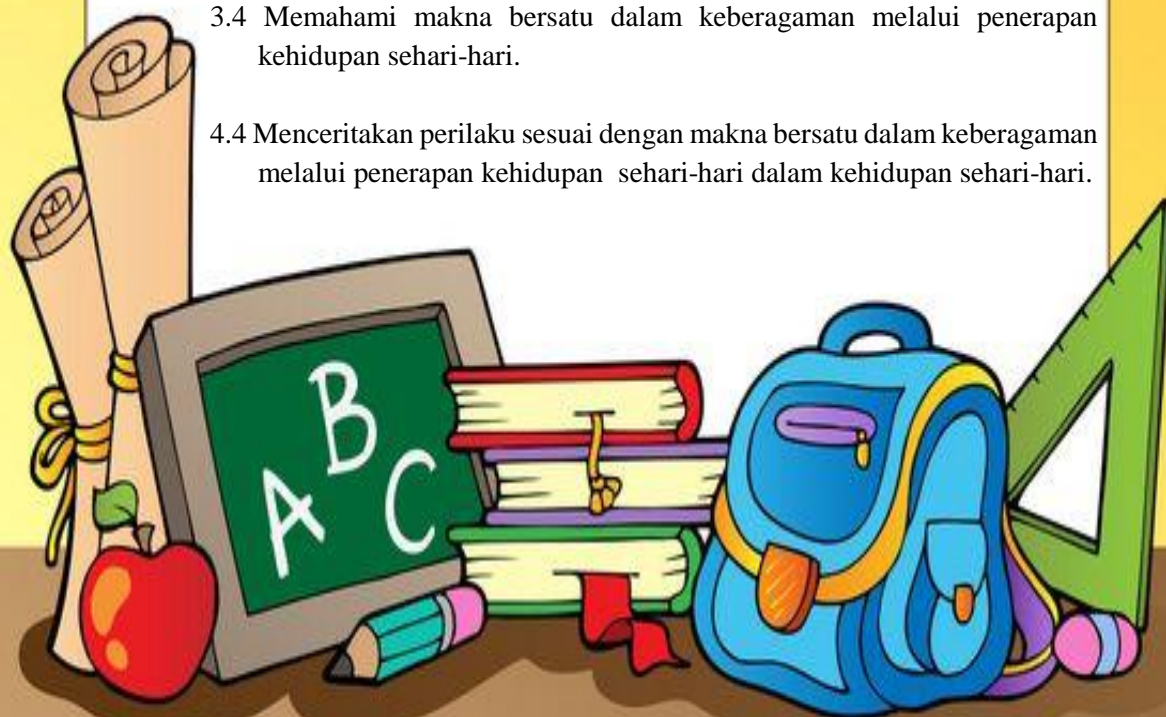 3.4 Memahami makna bersatu dalam keberagaman melalui penerapan
kehidupan sehari-hari.
4.4 Menceritakan perilaku sesuai dengan makna bersatu dalam keberagaman
melalui penerapan kehidupan sehari-hari dalam kehidupan sehari-hari.
A B C